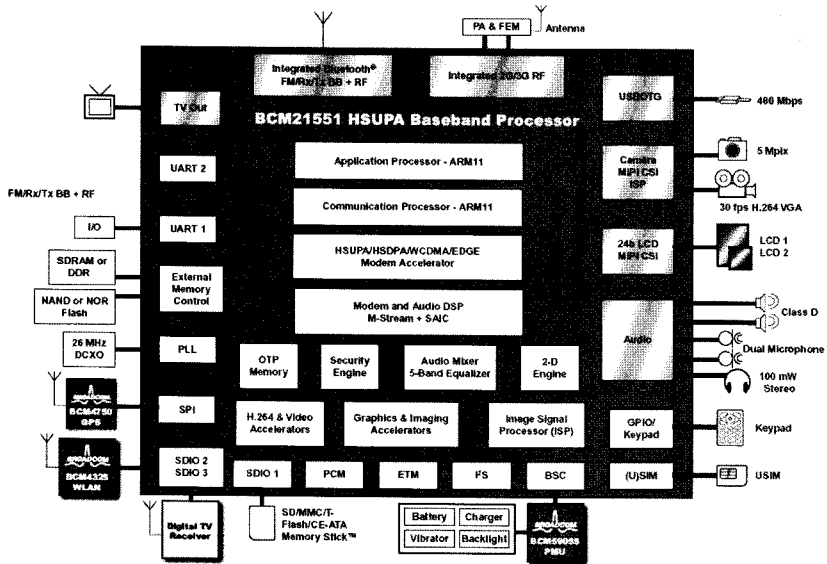 PA & FEM
Antenna
Integrated Bluetooth®
FM/Rx/Tx BB + RF
Integrated 2G/3G RF
TV Out
USB OTG
480 Mbps
BCM21551 HSUPA Baseband Processor
UART 2
Application Processor - ARM11
Camera
MIPI CSI
ISP
5 Mpix
30 fps H.264 VGA
FM/Rx/Tx BB + RF
Communication Processor - ARM11
I/O
UART 1
HSUPA/HSDPA/WCDMA/EDGE
Modem Accelerator
24b LCD
MIPI CSI
LCD 1
LCD 2
SDRAM or
DDR
NAND or NOR
Flash
External
Memory
Control
Modem and Audio DSP
M-Stream + SAIC
Audio
Class D
Dual Microphone
100 mW
Stereo
26 MHz
DCXO
PLL
OTP
Memory
Security
Engine
Audio Mixer
5-Band Equalizer
2-D
Engine
BROADCOM
BCM4750
GPS
SPI
H.264 & Video
Accelerators
Graphics & Imaging
Accelerators
Image Signal
Processor (ISP)
GPIO/
Keypad
Keypad
BROADCOM
BCM4325
WLAN
SDIO 2
SDIO 3
SDIO 1
PCM
ETM
I²S
BSC
(U)SIM
USIM
Digital TV
Receiver
SD/MMC/T-
Flash/CE-ATA
Memory Stick™
Battery
Charger
Vibrator
Backlight
BROADCOM
BCM59055
PMU